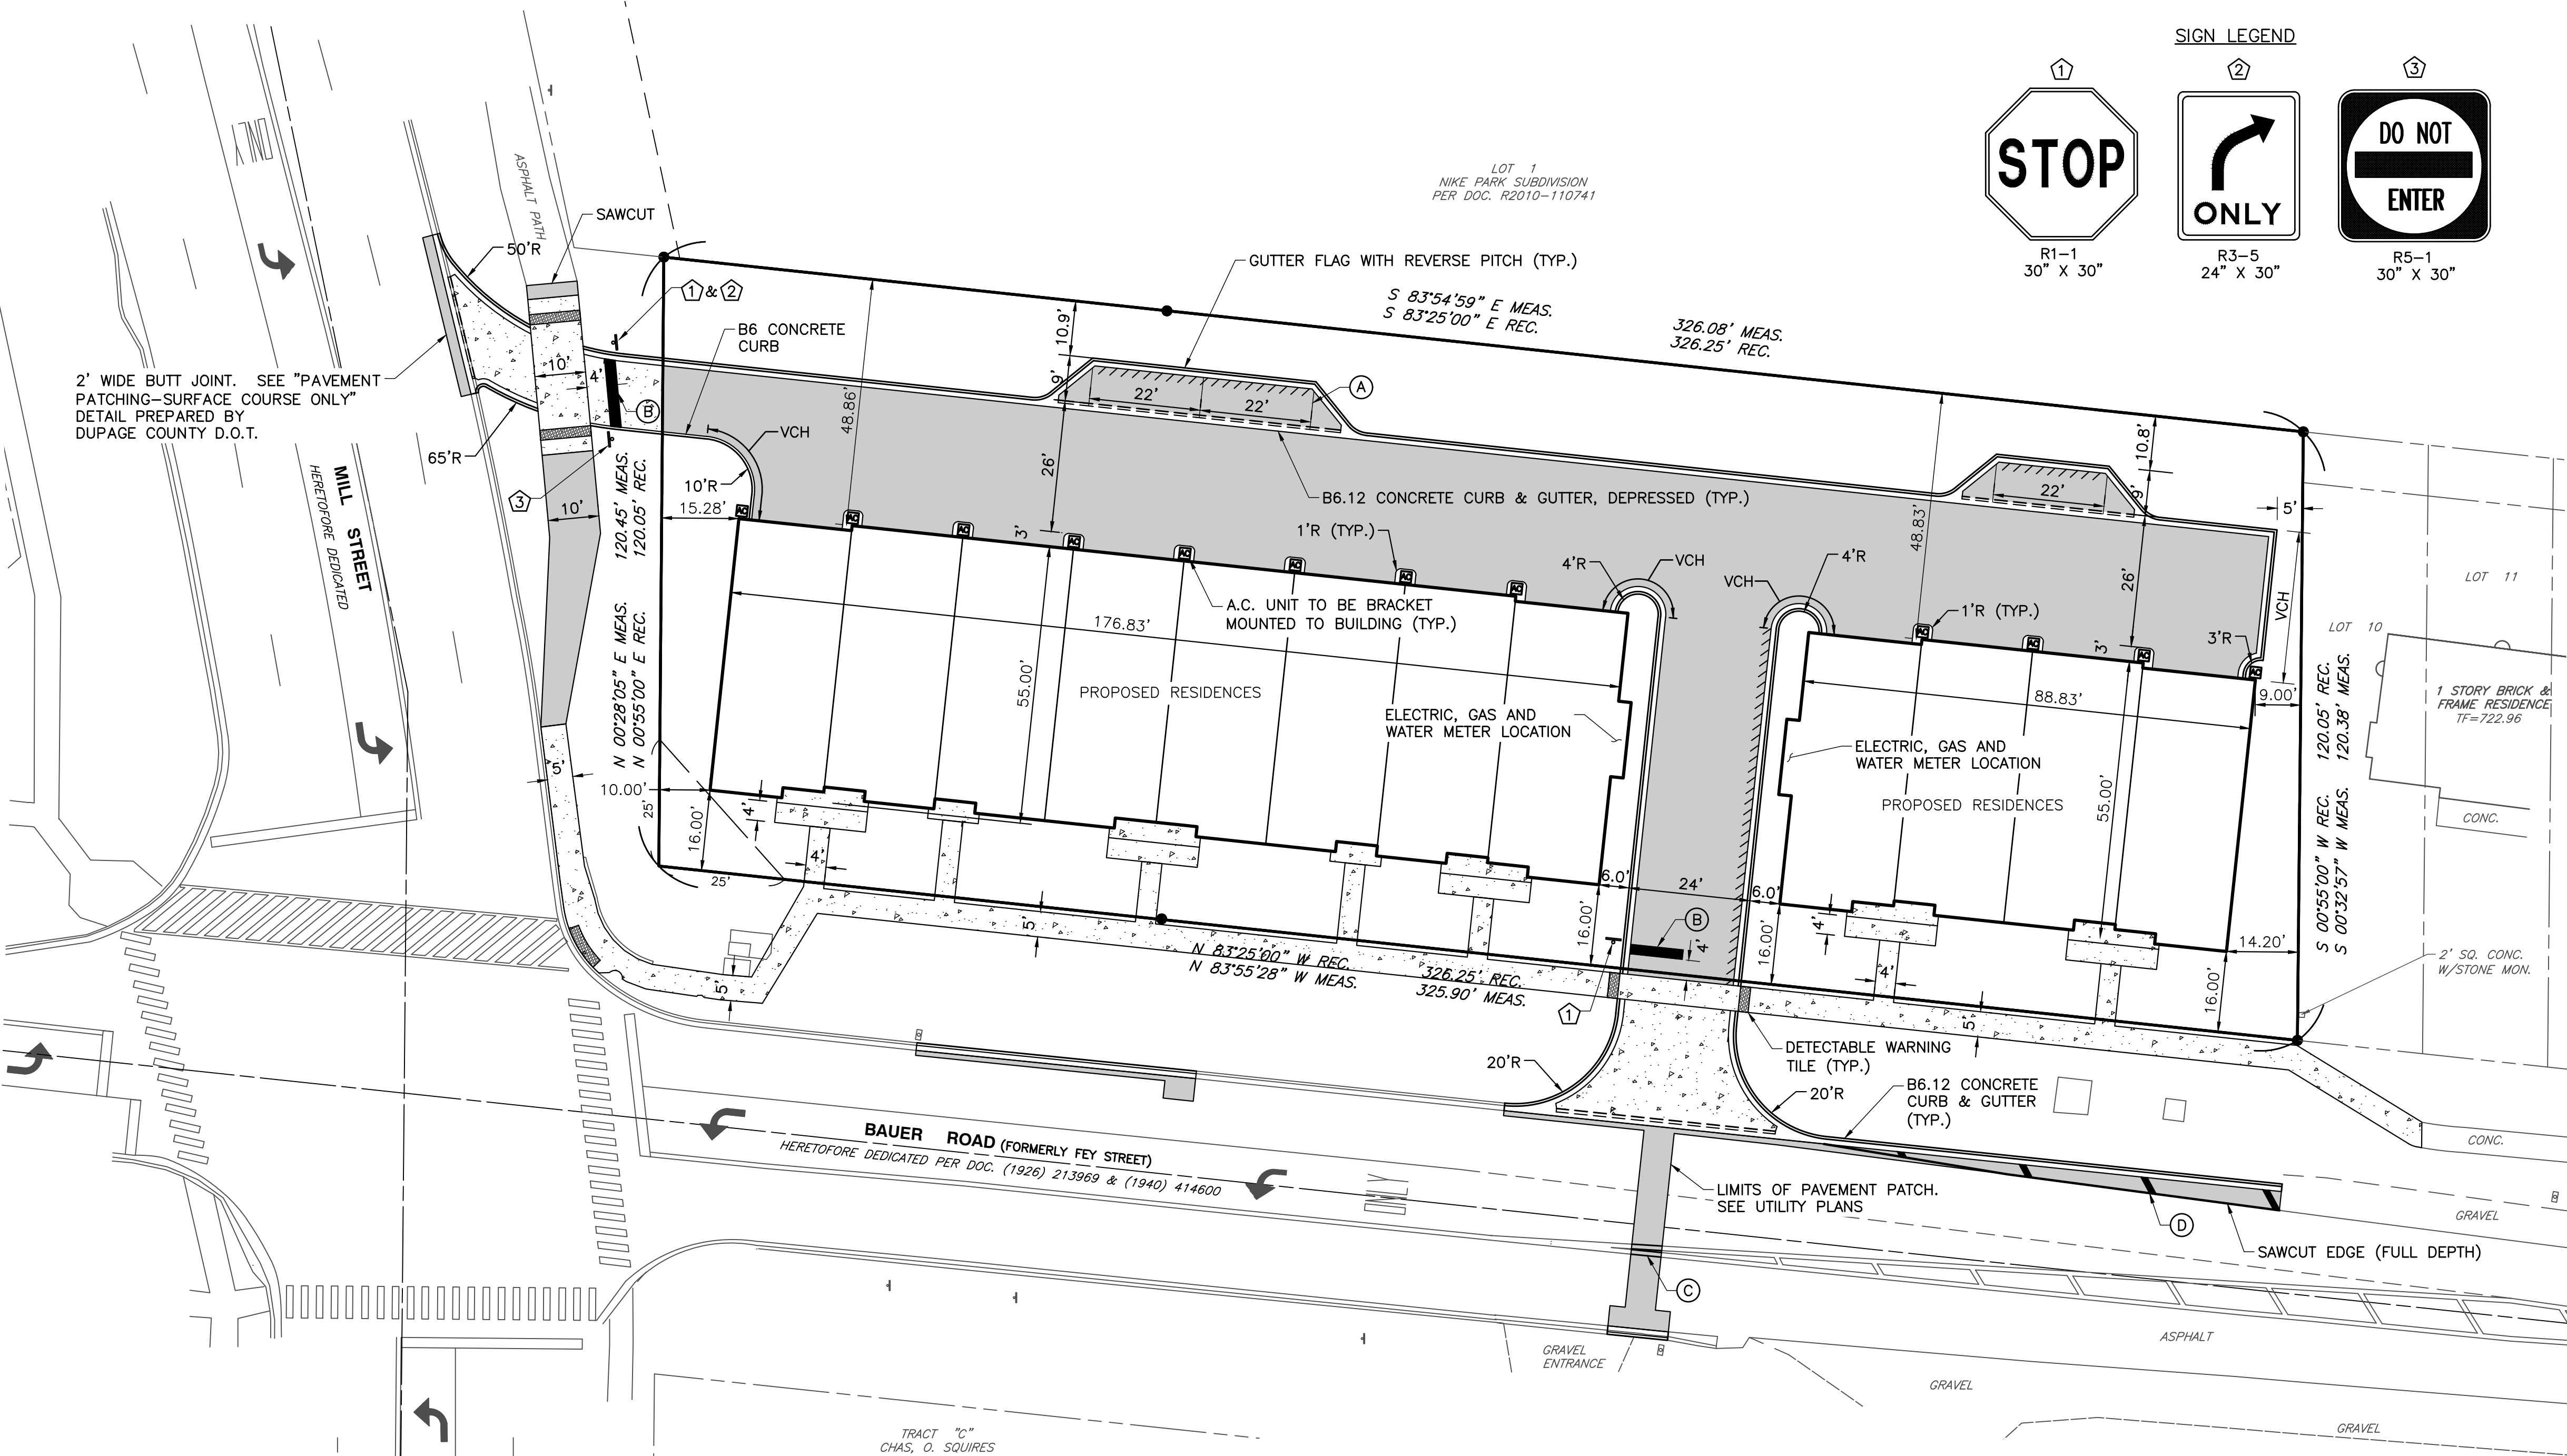 SIGN LEGEND
1
2
3
STOP
ONLY
DO NOT
ENTER
R1-1
30" X 30"
R3-5
24" X 30"
R5-1
30" X 30"
LOT 1
NIKE PARK SUBDIVISION
PER DOC. R2010-110741
ONLY
ASPHALT PATH
SAWCUT
50'R
1 & 2
GUTTER FLAG WITH REVERSE PITCH (TYP.)
S 83°54'59" E MEAS.
S 83°25'00" E REC.
326.08' MEAS.
326.25' REC.
B6 CONCRETE
CURB
10.9'
9'
22'
22'
A
2' WIDE BUTT JOINT. SEE "PAVEMENT
PATCHING-SURFACE COURSE ONLY"
DETAIL PREPARED BY
DUPAGE COUNTY D.O.T.
10'
4'
B
48.86'
VCH
65'R
10'R
3
10'
15.28'
26'
3'
B6.12 CONCRETE CURB & GUTTER, DEPRESSED (TYP.)
48.83'
10.8'
9'
22'
5'
MILL STREET
HERETOFORE DEDICATED
120.45' MEAS.
120.05' REC.
N 00°28'05" E MEAS.
N 00°55'00" E REC.
AC
AC
AC
AC
AC
AC
AC
AC
1'R (TYP.)
4'R
VCH
VCH
4'R
1'R (TYP.)
AC
AC
AC
AC
26'
3'
3'R
VCH
9.00'
LOT 11
LOT 10
A.C. UNIT TO BE BRACKET
MOUNTED TO BUILDING (TYP.)
176.83'
55.00'
PROPOSED RESIDENCES
ELECTRIC, GAS AND
WATER METER LOCATION
88.83'
ELECTRIC, GAS AND
WATER METER LOCATION
PROPOSED RESIDENCES
55.00'
120.05' REC.
120.38' MEAS.
S 00°55'00" W REC.
S 00°32'57" W MEAS.
1 STORY BRICK &
FRAME RESIDENCE
TF=722.96
CONC.
2' SQ. CONC.
W/STONE MON.
5'
10.00'
25'
16.00'
4'
4'
25'
5'
5'
6.0'
24'
6.0'
16.00'
B
4'
16.00'
4'
4'
14.20'
16.00'
5'
N 83°25'00" W REC.
N 83°55'28" W MEAS.
326.25' REC.
325.90' MEAS.
1
20'R
DETECTABLE WARNING
TILE (TYP.)
20'R
B6.12 CONCRETE
CURB & GUTTER
(TYP.)
CONC.
BAUER ROAD (FORMERLY FEY STREET)
HERETOFORE DEDICATED PER DOC. (1926) 213969 & (1940) 414600
LIMITS OF PAVEMENT PATCH.
SEE UTILITY PLANS
D
SAWCUT EDGE (FULL DEPTH)
GRAVEL
C
GRAVEL
ENTRANCE
ASPHALT
GRAVEL
GRAVEL
TRACT "C"
CHAS, O. SQUIRES